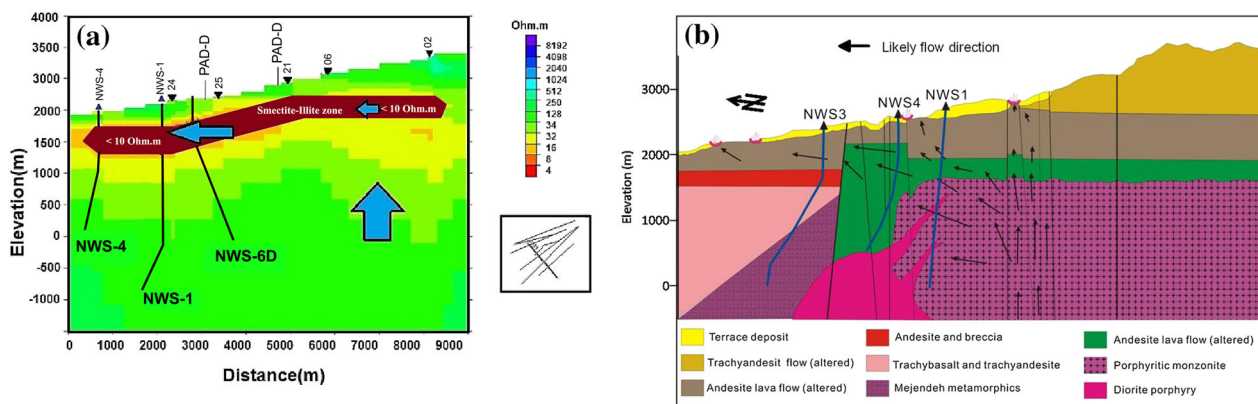 (a)
4000
3500
3000
2500
2000
1500
1000
500
0
-500
-1000
Elevation(m)
NWS-4
NWS-1
24
PAD-D
25
PAD-D
21
06
02
Smectite-Illite zone
< 10 Ohm.m
< 10 Ohm.m
NWS-4
NWS-1
NWS-6D
0 1000 2000 3000 4000 5000 6000 7000 8000 9000
Distance(m)
Ohm.m
8192
4098
2040
1024
512
250
128
64
32
16
8
4
(b)
Likely flow direction
N
NWS3
NWS4
NWS1
3000
2000
1000
0
Elevation (m)
Terrace deposit
Trachyandesit flow (altered)
Andesite lava flow (altered)
Andesite and breccia
Trachybasalt and trachyandesite
Mejendeh metamorphics
Andesite lava flow (altered)
Porphyritic monzonite
Diorite porphyry